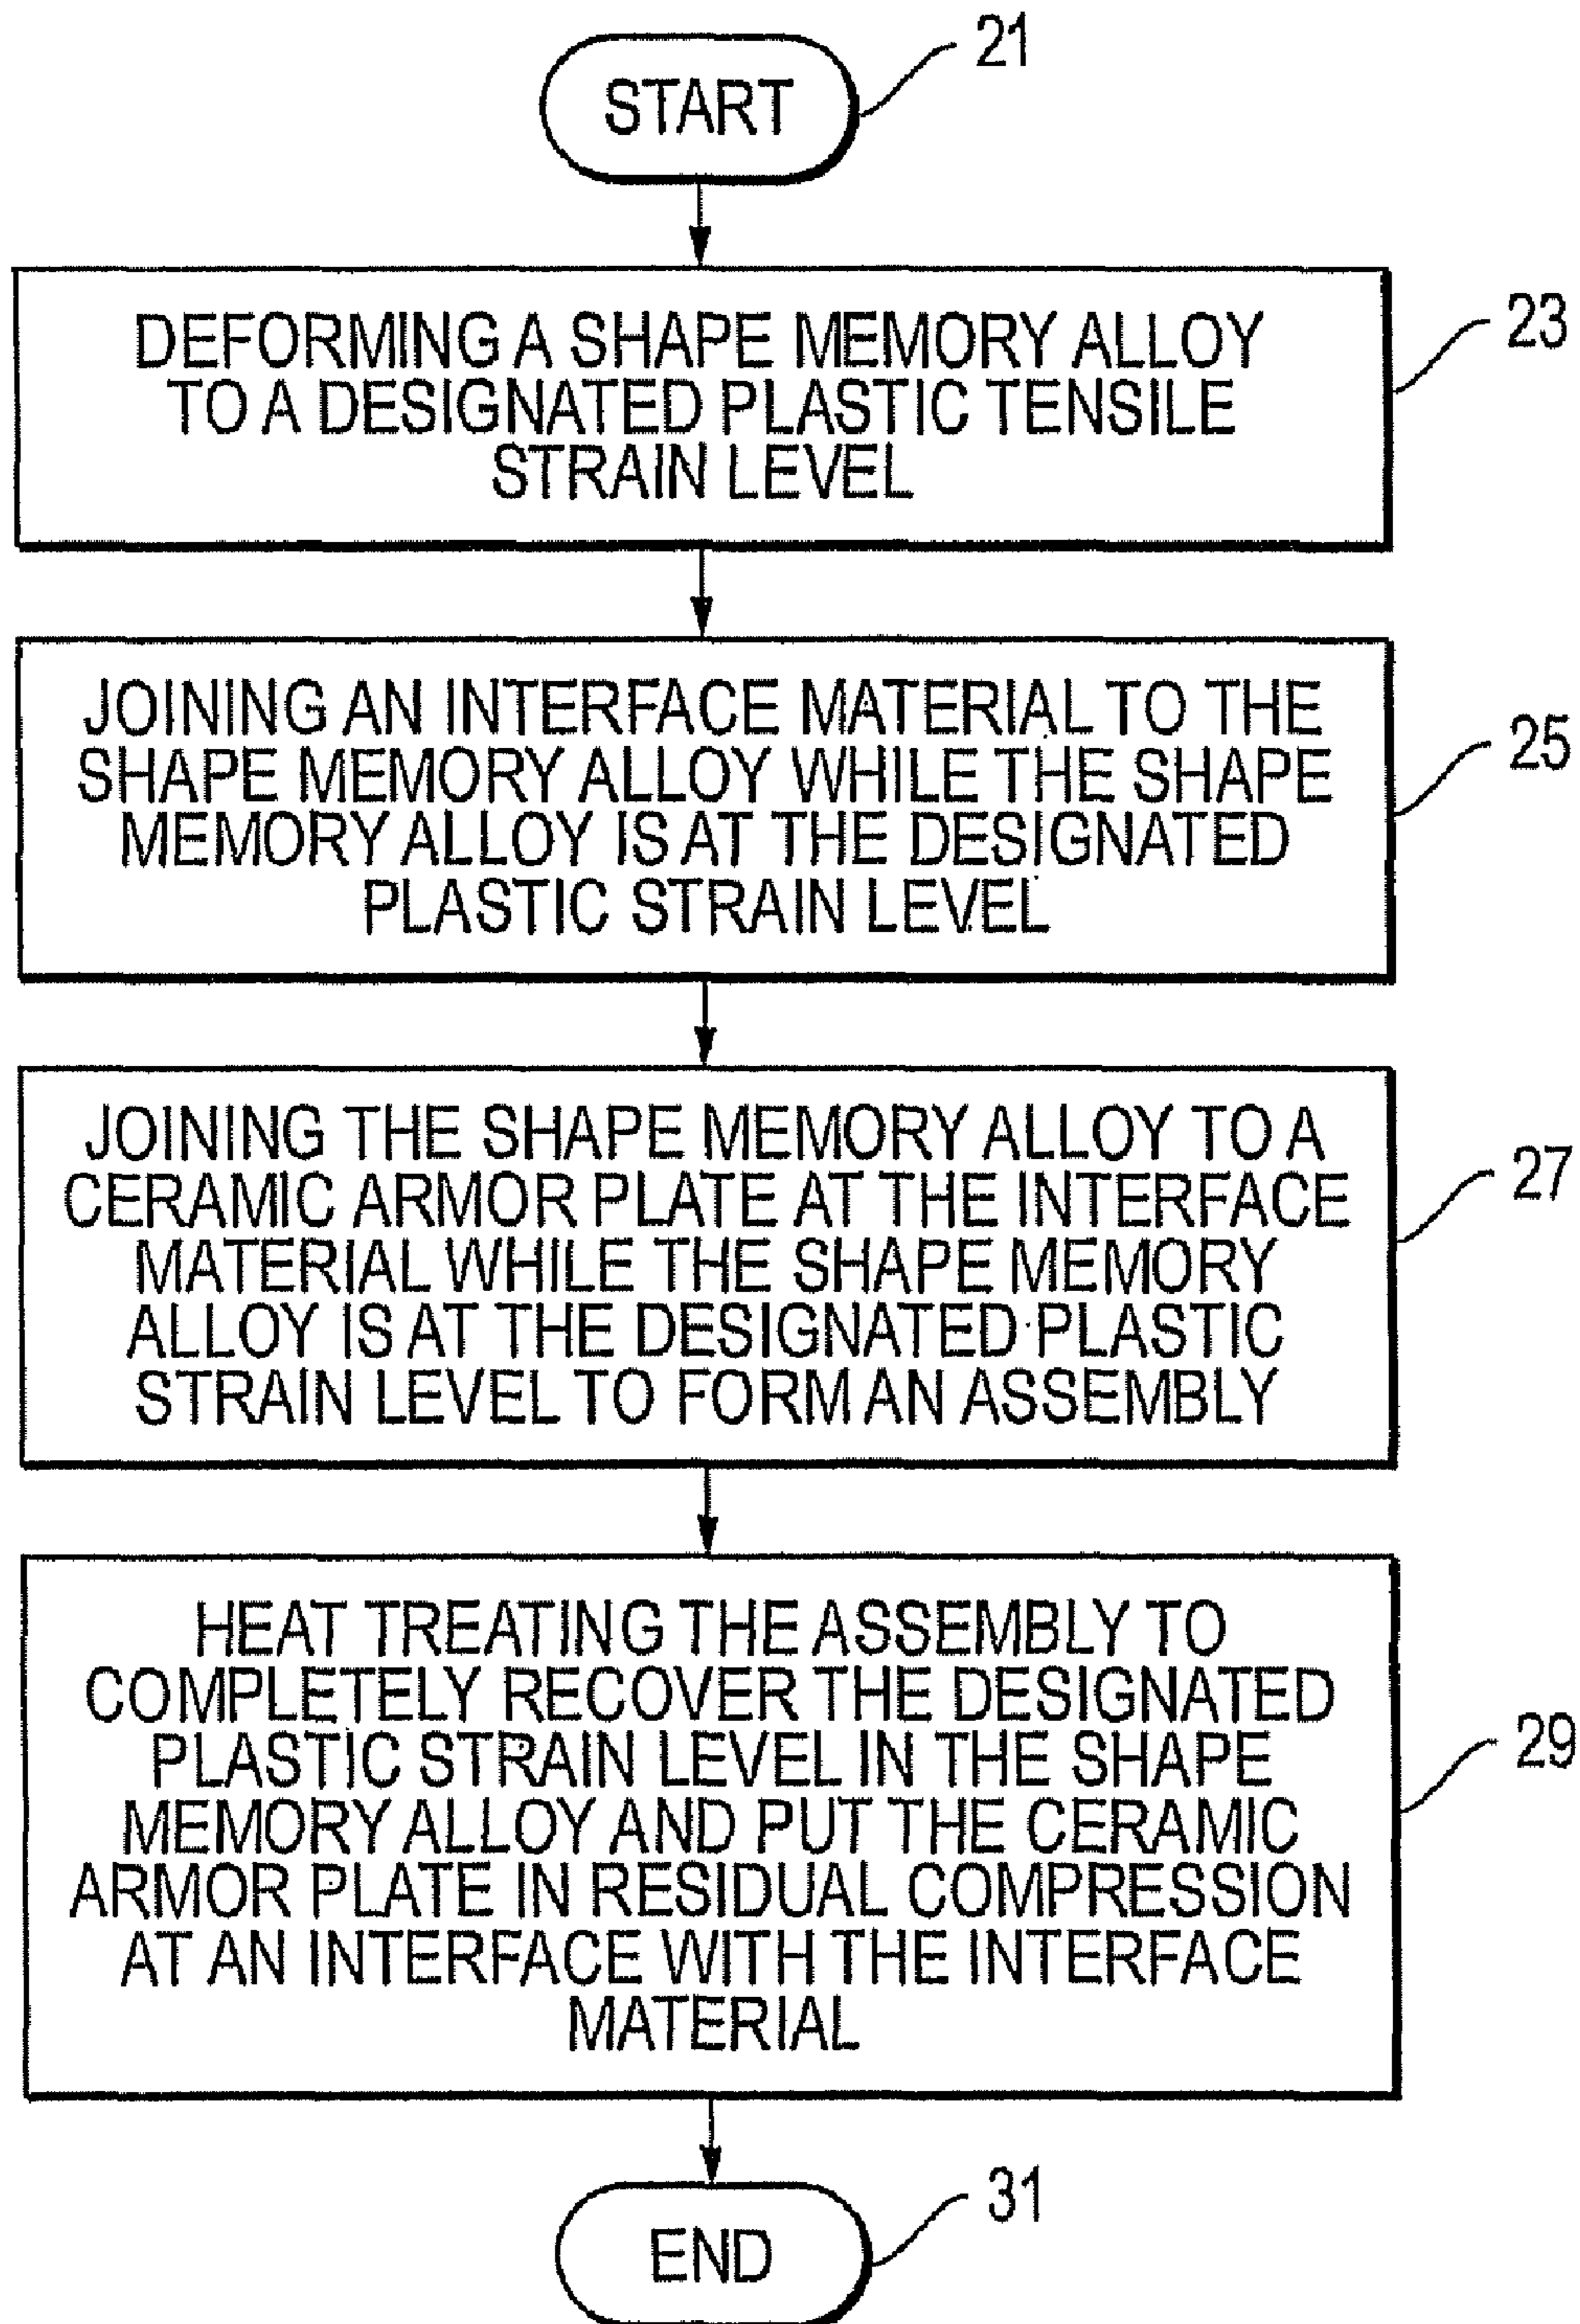 21
START
23
DEFORMING A SHAPE MEMORY ALLOY
TO A DESIGNATED PLASTIC TENSILE
STRAIN LEVEL
25
JOINING AN INTERFACE MATERIAL TO THE
SHAPE MEMORY ALLOY WHILE THE SHAPE
MEMORY ALLOY IS AT THE DESIGNATED
PLASTIC STRAIN LEVEL
27
JOINING THE SHAPE MEMORY ALLOY TO A
CERAMIC ARMOR PLATE AT THE INTERFACE
MATERIAL WHILE THE SHAPE MEMORY
ALLOY IS AT THE DESIGNATED PLASTIC
STRAIN LEVEL TO FORM AN ASSEMBLY
29
HEAT TREATING THE ASSEMBLY TO
COMPLETELY RECOVER THE DESIGNATED
PLASTIC STRAIN LEVEL IN THE SHAPE
MEMORY ALLOY AND PUT THE CERAMIC
ARMOR PLATE IN RESIDUAL COMPRESSION
AT AN INTERFACE WITH THE INTERFACE
MATERIAL
31
END